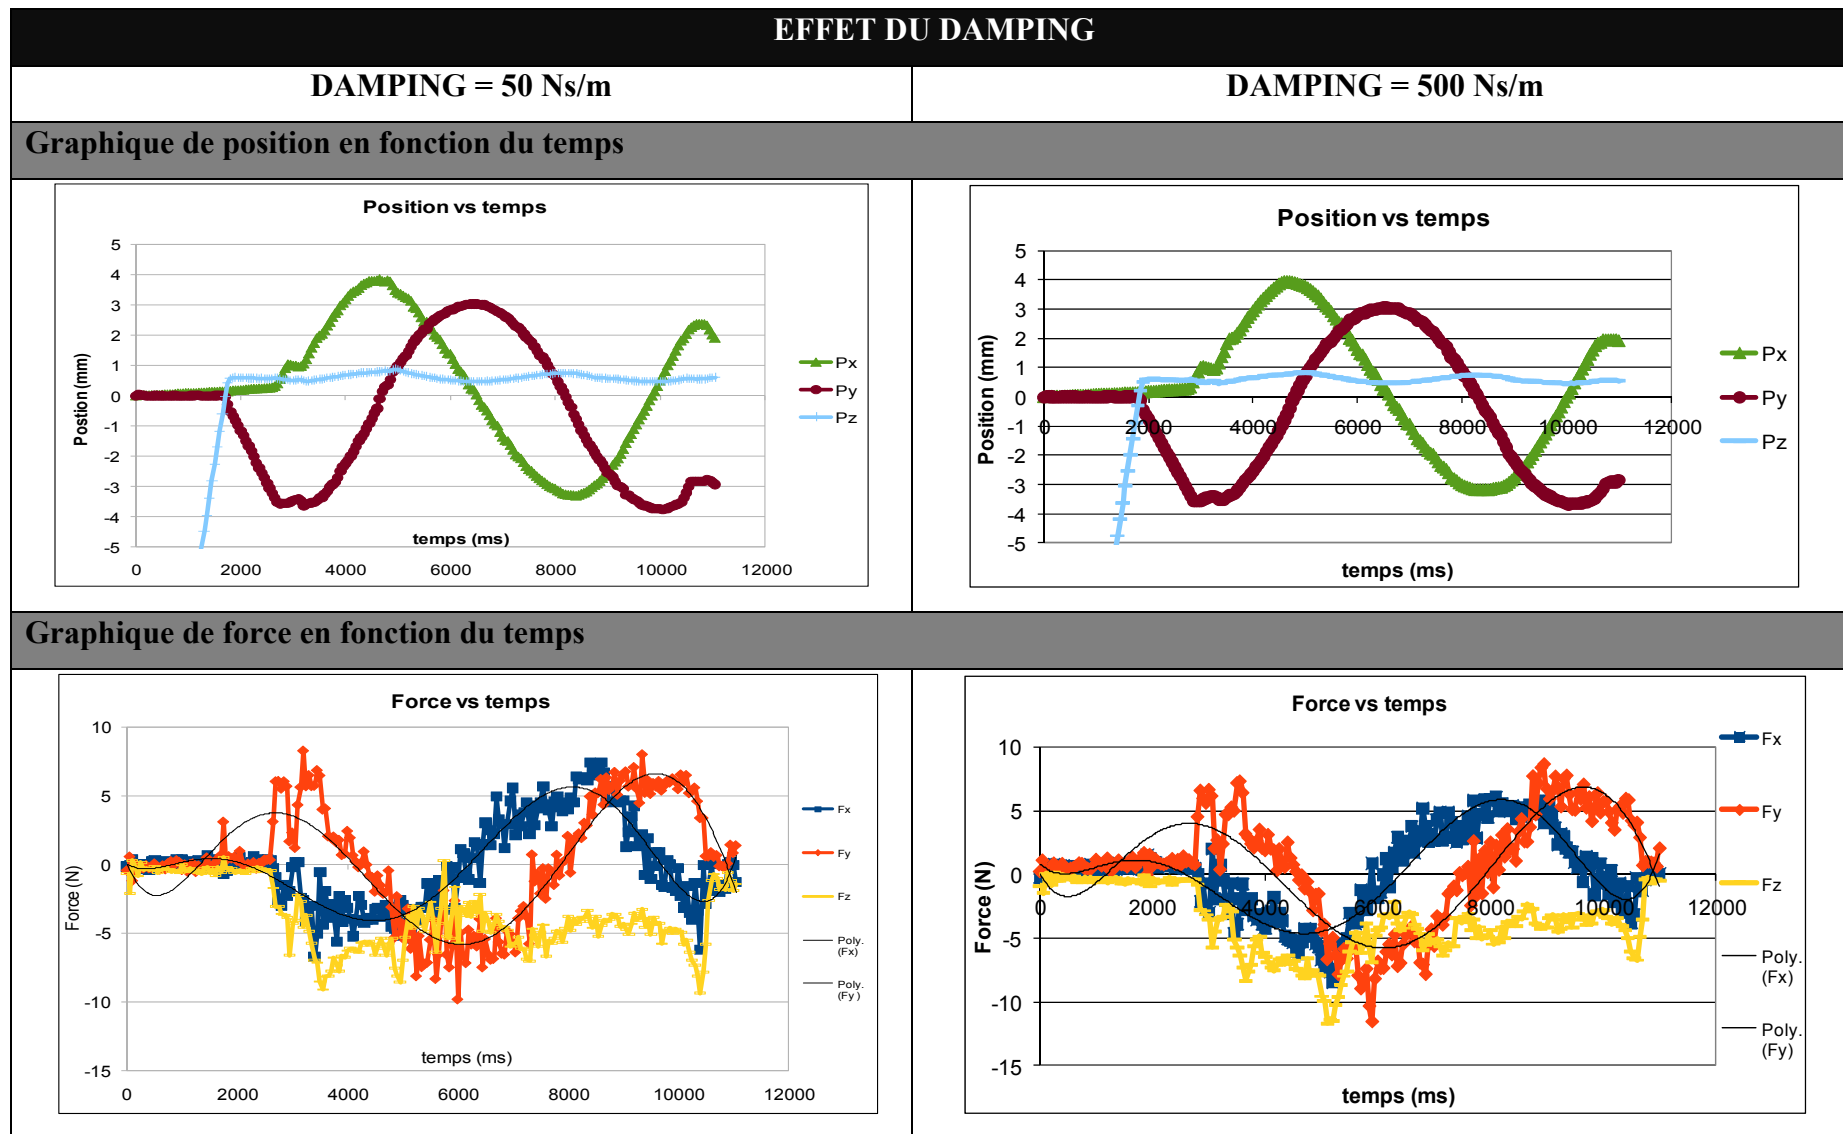 EFFET DU DAMPING
DAMPING = 50 Ns/m
DAMPING = 500 Ns/m
Graphique de position en fonction du temps
Position vs temps
Postion (mm)
5
4
3
2
1
0
-1
-2
-3
-4
-5
temps (ms)
0 2000 4000 6000 8000 10000 12000
Px
Py
Pz
Position vs temps
Position (mm)
5
4
3
2
1
0
-1
-2
-3
-4
-5
0 2000 4000 6000 8000 10000 12000
temps (ms)
Px
Py
Pz
Graphique de force en fonction du temps
Force vs temps
Force (N)
10
5
0
-5
-10
-15
temps (ms)
0 2000 4000 6000 8000 10000 12000
Fx
Fy
Fz
Poly.
(Fx)
Poly.
(Fy)
Force vs temps
Force (N)
10
5
0
-5
-10
-15
0 2000 4000 6000 8000 10000 12000
temps (ms)
Fx
Fy
Fz
Poly.
(Fx)
Poly.
(Fy)